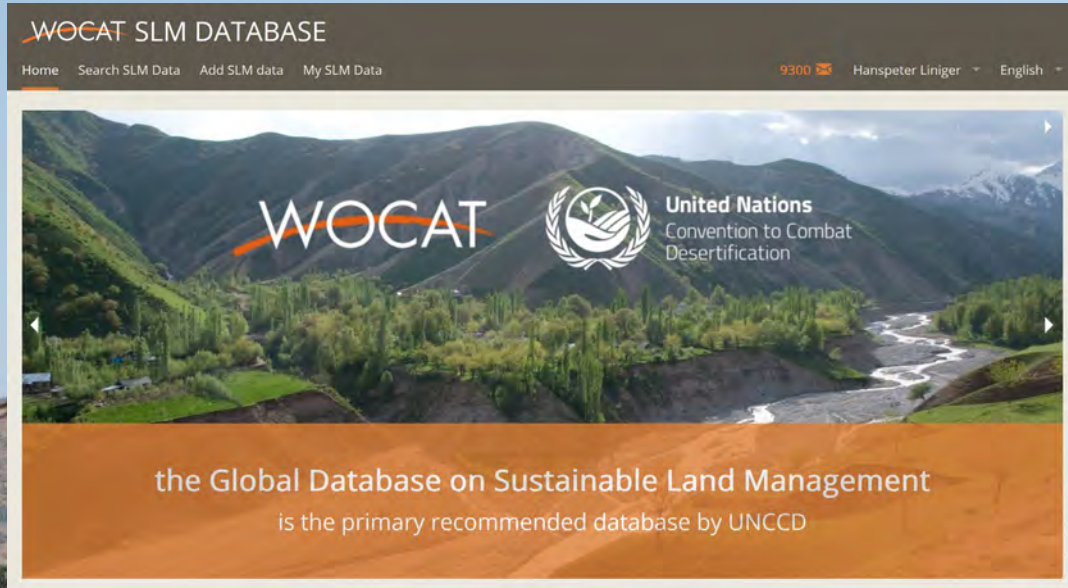 WOCAT SLM DATABASE
Home Search SLM Data Add SLM data My SLM Data 9300 Hanspeter Liniger English
WOCAT
United Nations
Convention to Combat
Desertification
the Global Database on Sustainable Land Management
is the primary recommended database by UNCCD